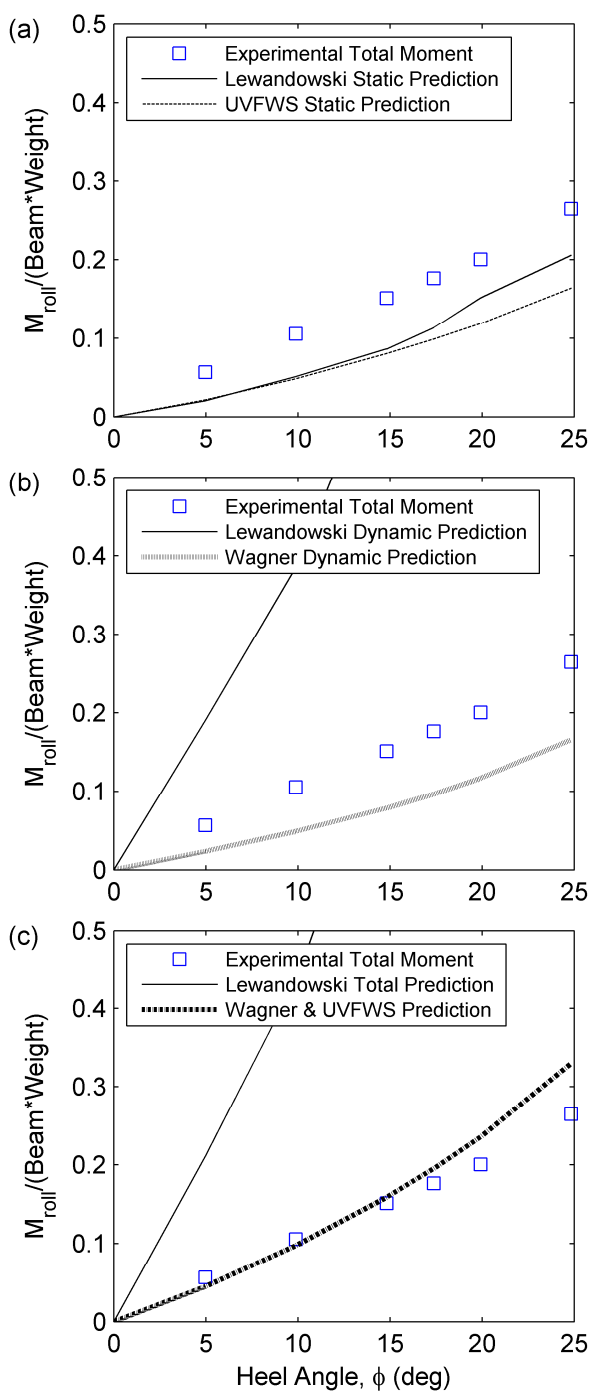 (a)
0.5
0.4
0.3
0.2
0.1
0
M_roll/(Beam*Weight)
Experimental Total Moment
Lewandowski Static Prediction
UVFWS Static Prediction
0 5 10 15 20 25
(b)
0.5
0.4
0.3
0.2
0.1
0
M_roll/(Beam*Weight)
Experimental Total Moment
Lewandowski Dynamic Prediction
Wagner Dynamic Prediction
0 5 10 15 20 25
(c)
0.5
0.4
0.3
0.2
0.1
0
M_roll/(Beam*Weight)
Experimental Total Moment
Lewandowski Total Prediction
Wagner & UVFWS Prediction
0 5 10 15 20 25
Heel Angle, ϕ (deg)